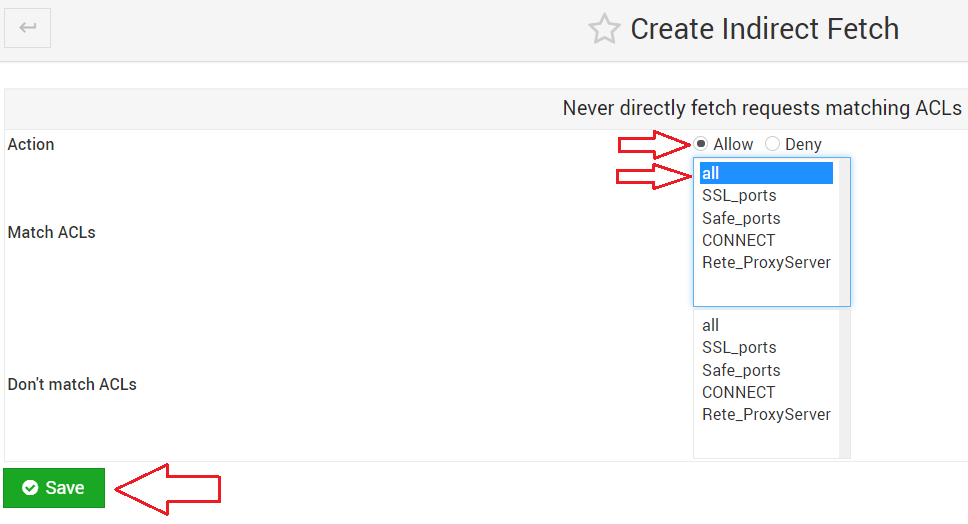 Create Indirect Fetch
Never directly fetch requests matching ACLs
Action
Allow Deny
Match ACLs
all
SSL_ports
Safe_ports
CONNECT
Rete_ProxyServer
Don't match ACLs
all
SSL_ports
Safe_ports
CONNECT
Rete_ProxyServer
Save